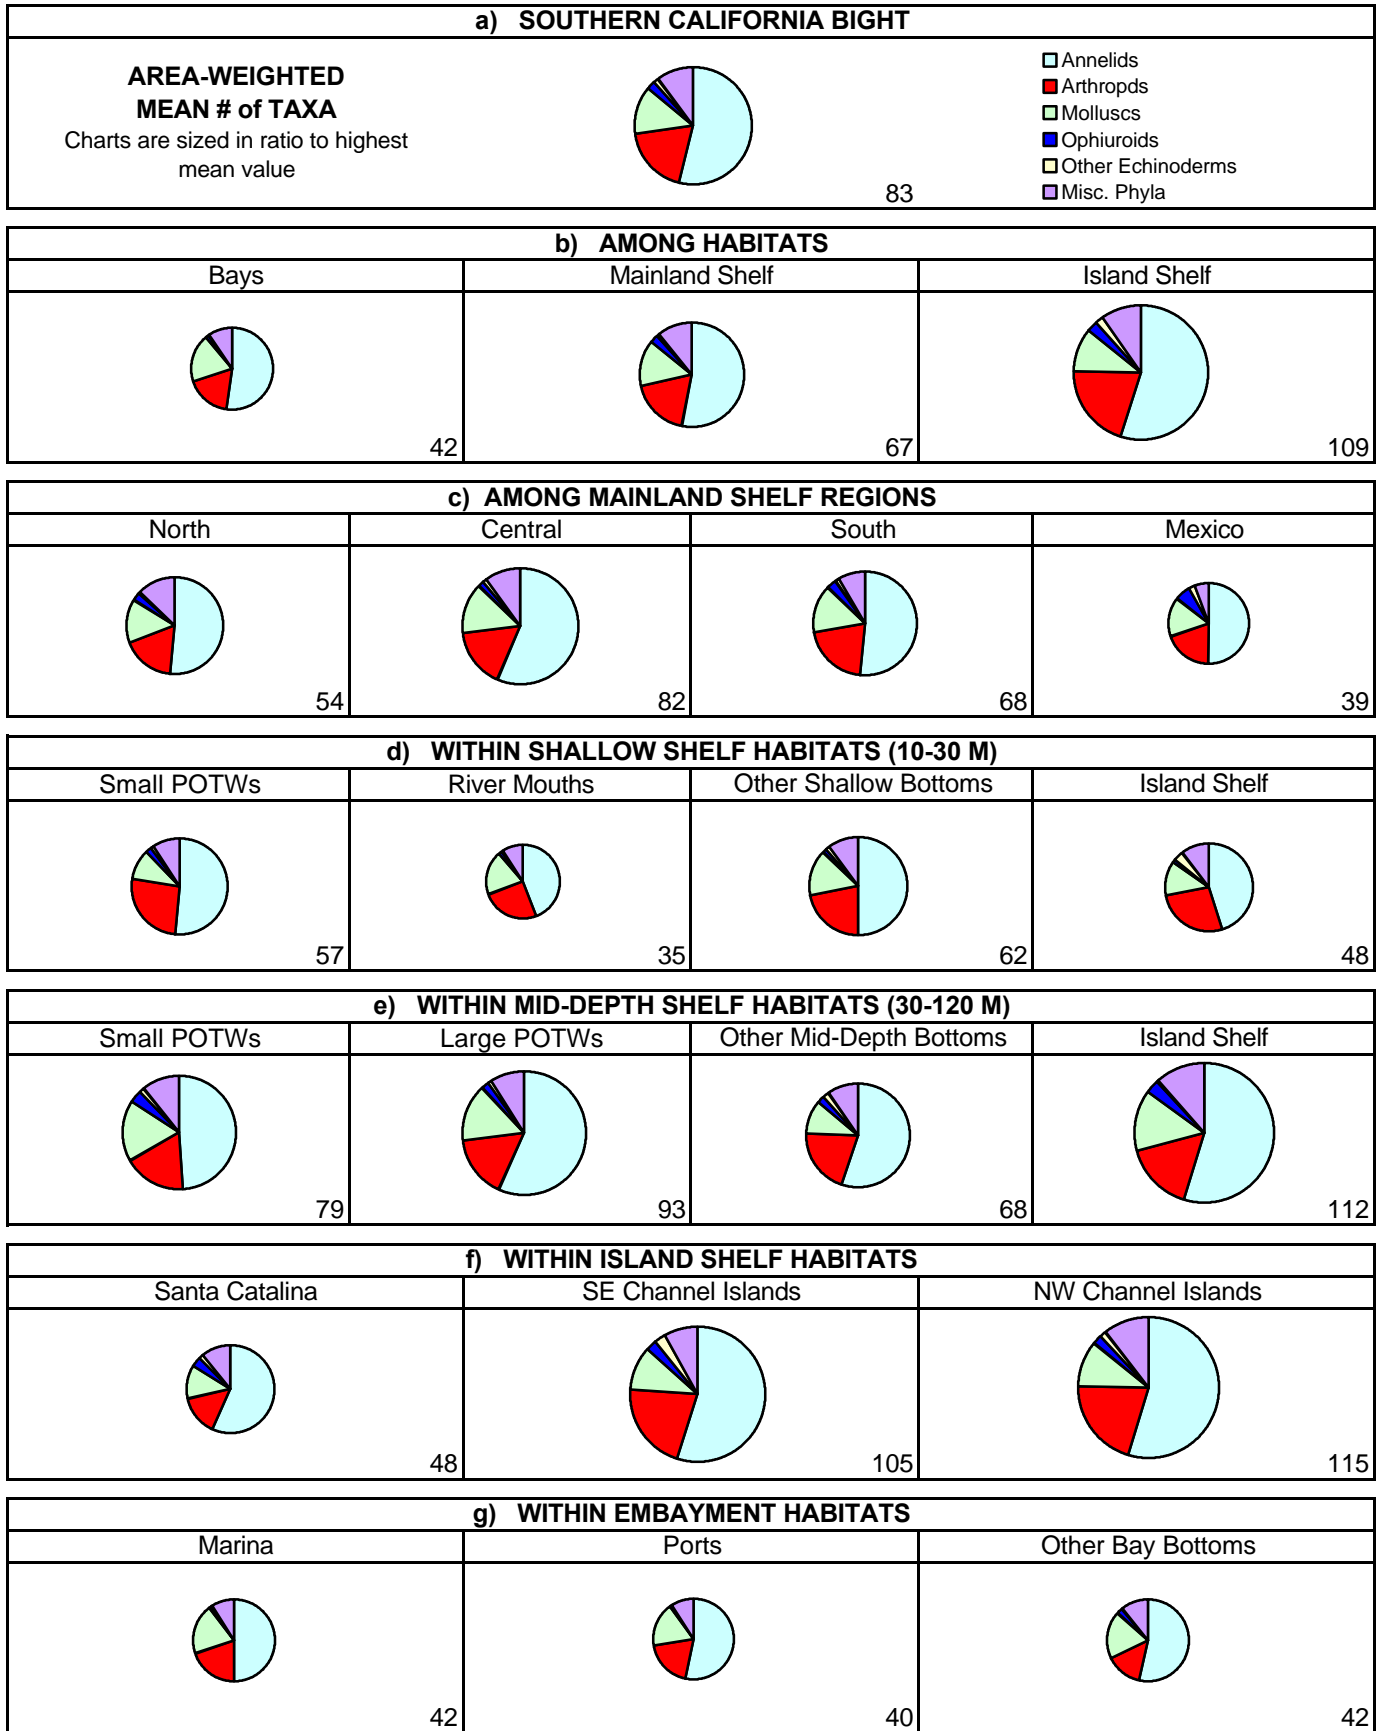 a) SOUTHERN CALIFORNIA BIGHT
AREA-WEIGHTED
MEAN # of TAXA
Charts are sized in ratio to highest
mean value
Annelids
Arthropds
Molluscs
Ophiuroids
Other Echinoderms
Misc. Phyla
83
b) AMONG HABITATS
Bays Mainland Shelf Island Shelf
42 67 109
c) AMONG MAINLAND SHELF REGIONS
North Central South Mexico
54 82 68 39
d) WITHIN SHALLOW SHELF HABITATS (10-30 M)
Small POTWs River Mouths Other Shallow Bottoms Island Shelf
57 35 62 48
e) WITHIN MID-DEPTH SHELF HABITATS (30-120 M)
Small POTWs Large POTWs Other Mid-Depth Bottoms Island Shelf
79 93 68 112
f) WITHIN ISLAND SHELF HABITATS
Santa Catalina SE Channel Islands NW Channel Islands
48 105 115
g) WITHIN EMBAYMENT HABITATS
Marina Ports Other Bay Bottoms
42 40 42